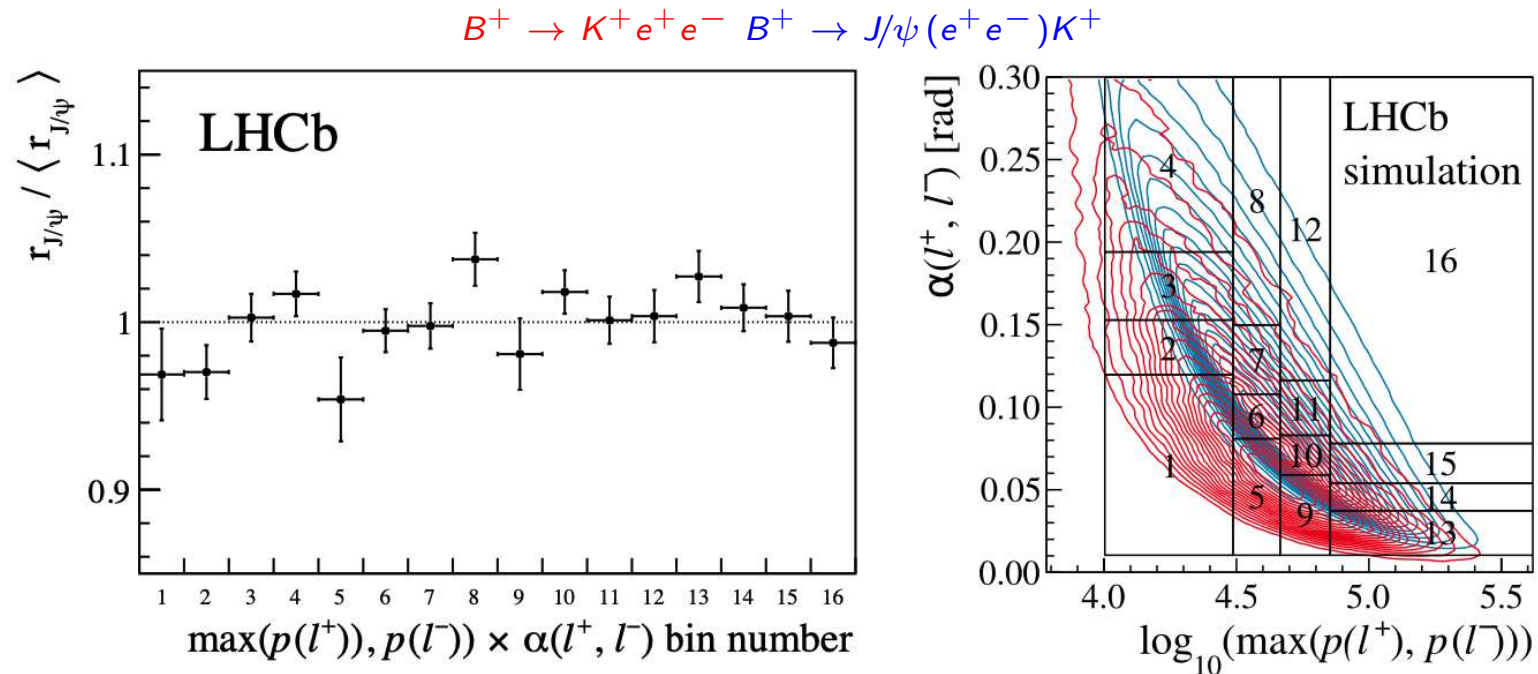 B⁺ → K⁺e⁺e⁻ B⁺ → J/ψ(e⁺e⁻)K⁺
r_J/ψ / ⟨r_J/ψ⟩
LHCb
1.1
1
0.9
1 2 3 4 5 6 7 8 9 10 11 12 13 14 15 16
max(p(l⁺)), p(l⁻)) × α(l⁺, l⁻) bin number
α(l⁺, l⁻) [rad]
0.30
0.25
0.20
0.15
0.10
0.05
0.00
LHCb
simulation
4
8
12
16
3
2
7
11
6
10
15
1
5
14
9
13
4.0 4.5 5.0 5.5
log₁₀(max(p(l⁺), p(l⁻)))